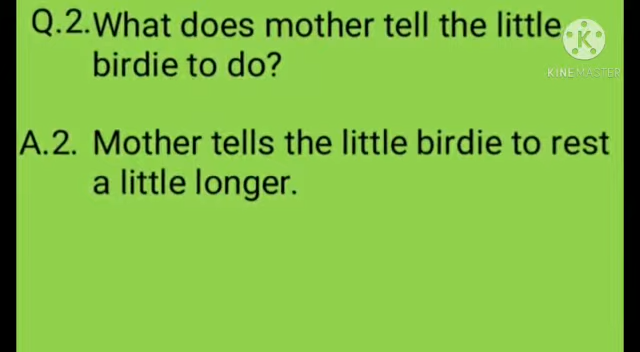 Q.2.What does mother tell the little
birdie to do?
KINEMASTER
A.2. Mother tells the little birdie to rest
a little longer.